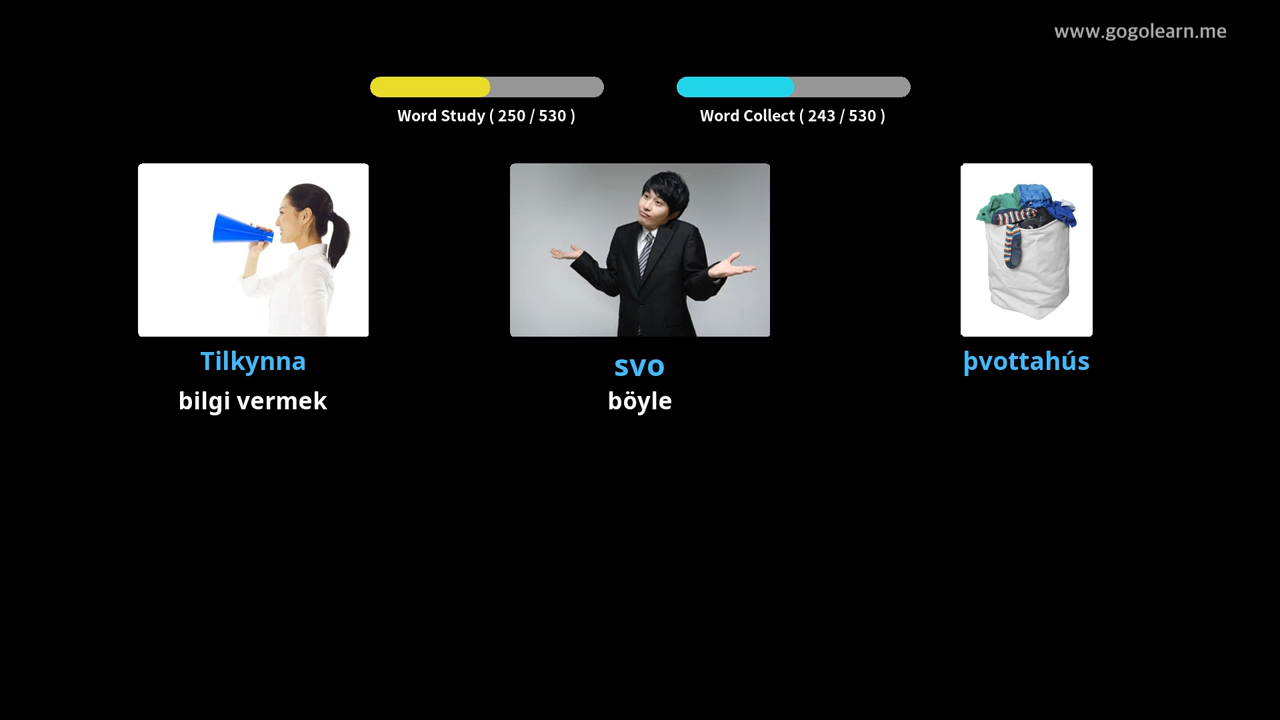 www.gogolearn.me
Word Study ( 250 / 530 )
Word Collect ( 243 / 530 )
Tilkynna
svo
þvottahús
bilgi vermek
böyle